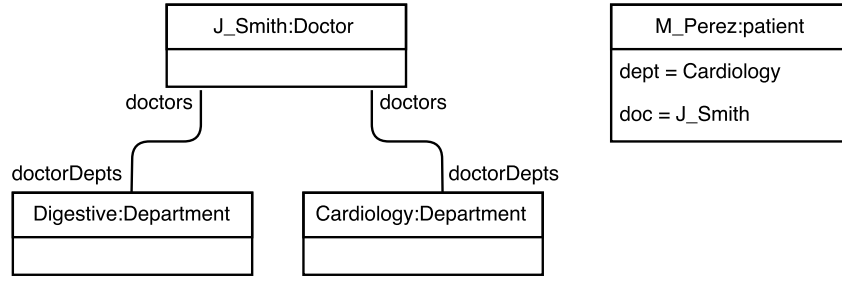 J_Smith:Doctor
M_Perez:patient
dept = Cardiology
doc = J_Smith
doctors
doctors
doctorDepts
doctorDepts
Digestive:Department
Cardiology:Department